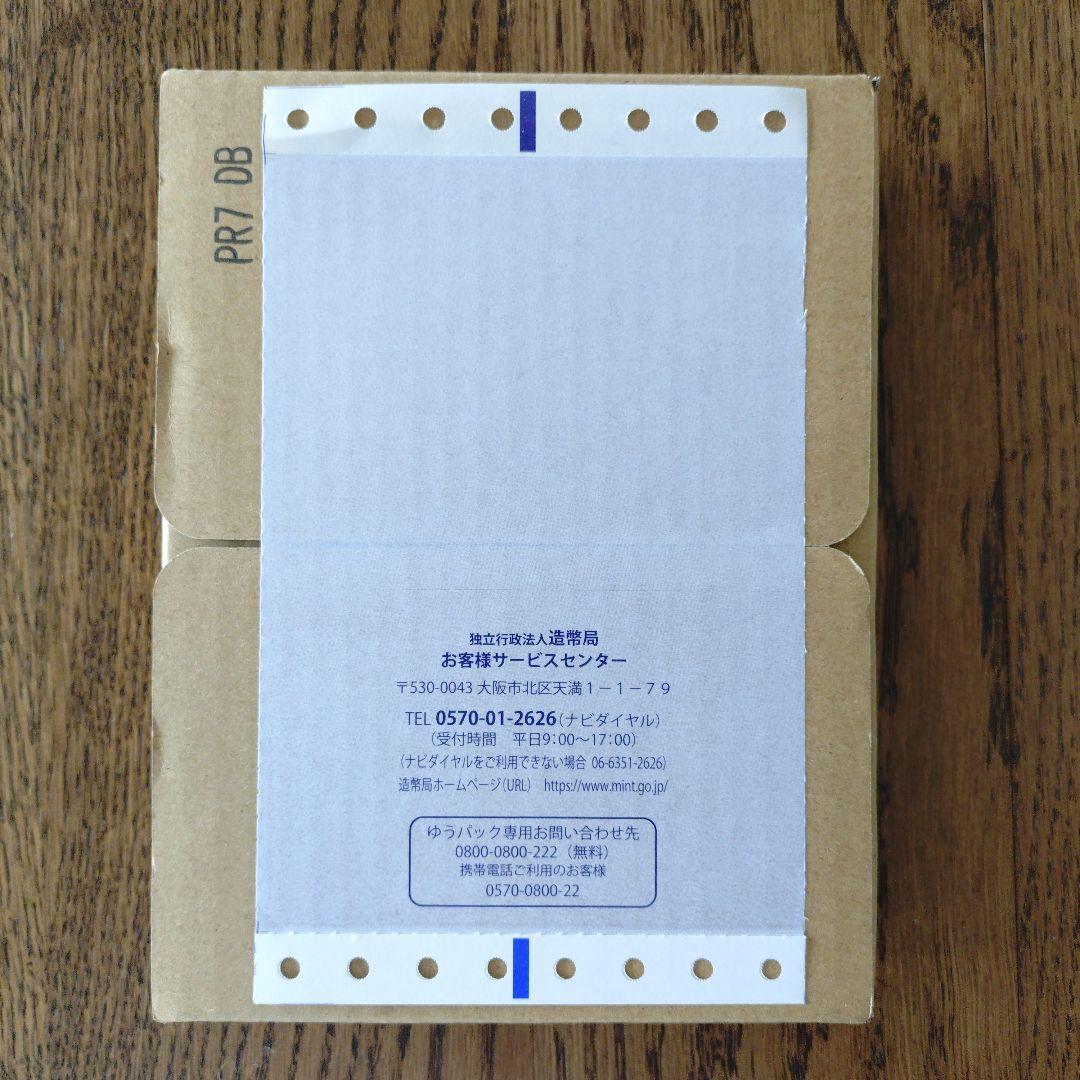 PR7 DB
独立行政法人造幣局
お客様サービスセンター
〒530-0043 大阪市北区天満1-1-79
TEL 0570-01-2626(ナビダイヤル)
(受付時間　平日9:00〜17:00)
(ナビダイヤルをご利用できない場合 06-6351-2626)
造幣局ホームページ(URL)　https://www.mint.go.jp/
ゆうパック専用お問い合わせ先
0800-0800-222（無料）
携帯電話ご利用のお客様
0570-0800-22